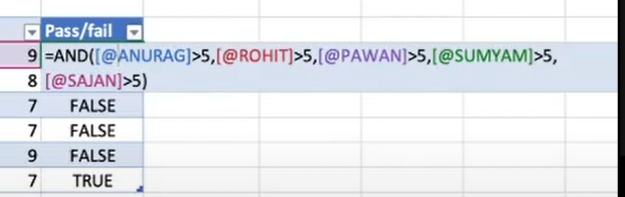 Pass/fail
9 =AND([@ANURAG]>5,[@ROHIT]>5,[@PAWAN]>5,[@SUMYAM]>5,
8 [@SAJAN]>5)
7 FALSE
7 FALSE
9 FALSE
7 TRUE